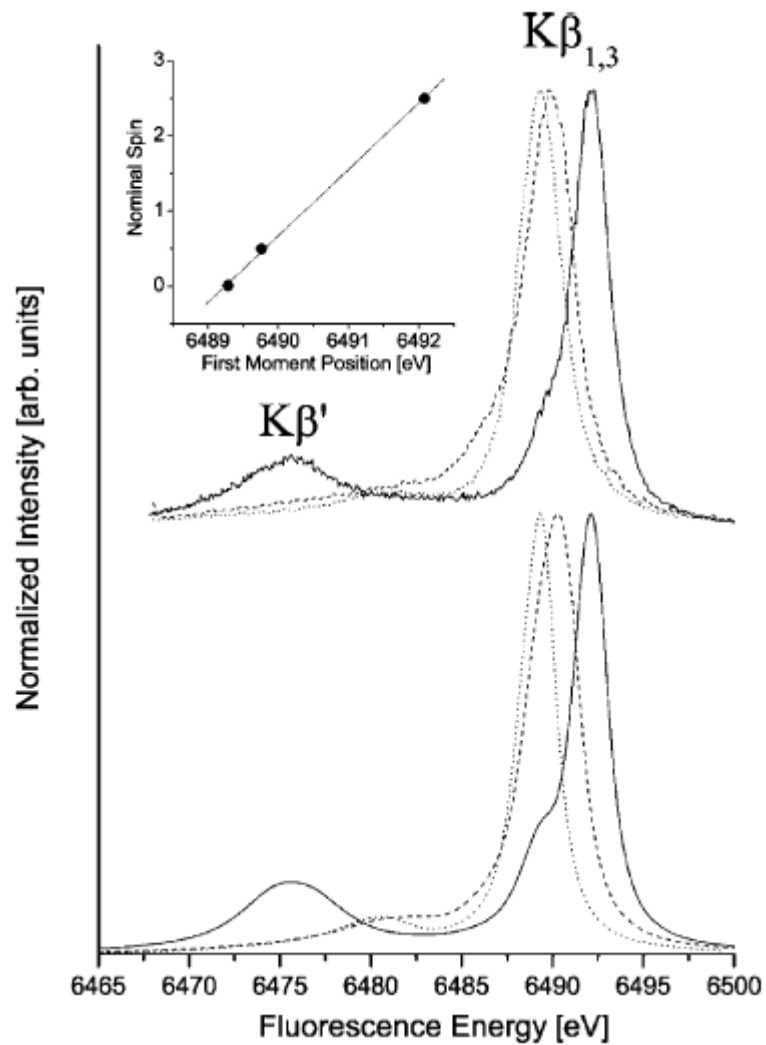 Kβ1,3
3
2
1
0
Nominal Spin
6489 6490 6491 6492
First Moment Position [eV]
Kβ'
Normalized Intensity [arb. units]
6465 6470 6475 6480 6485 6490 6495 6500
Fluorescence Energy [eV]